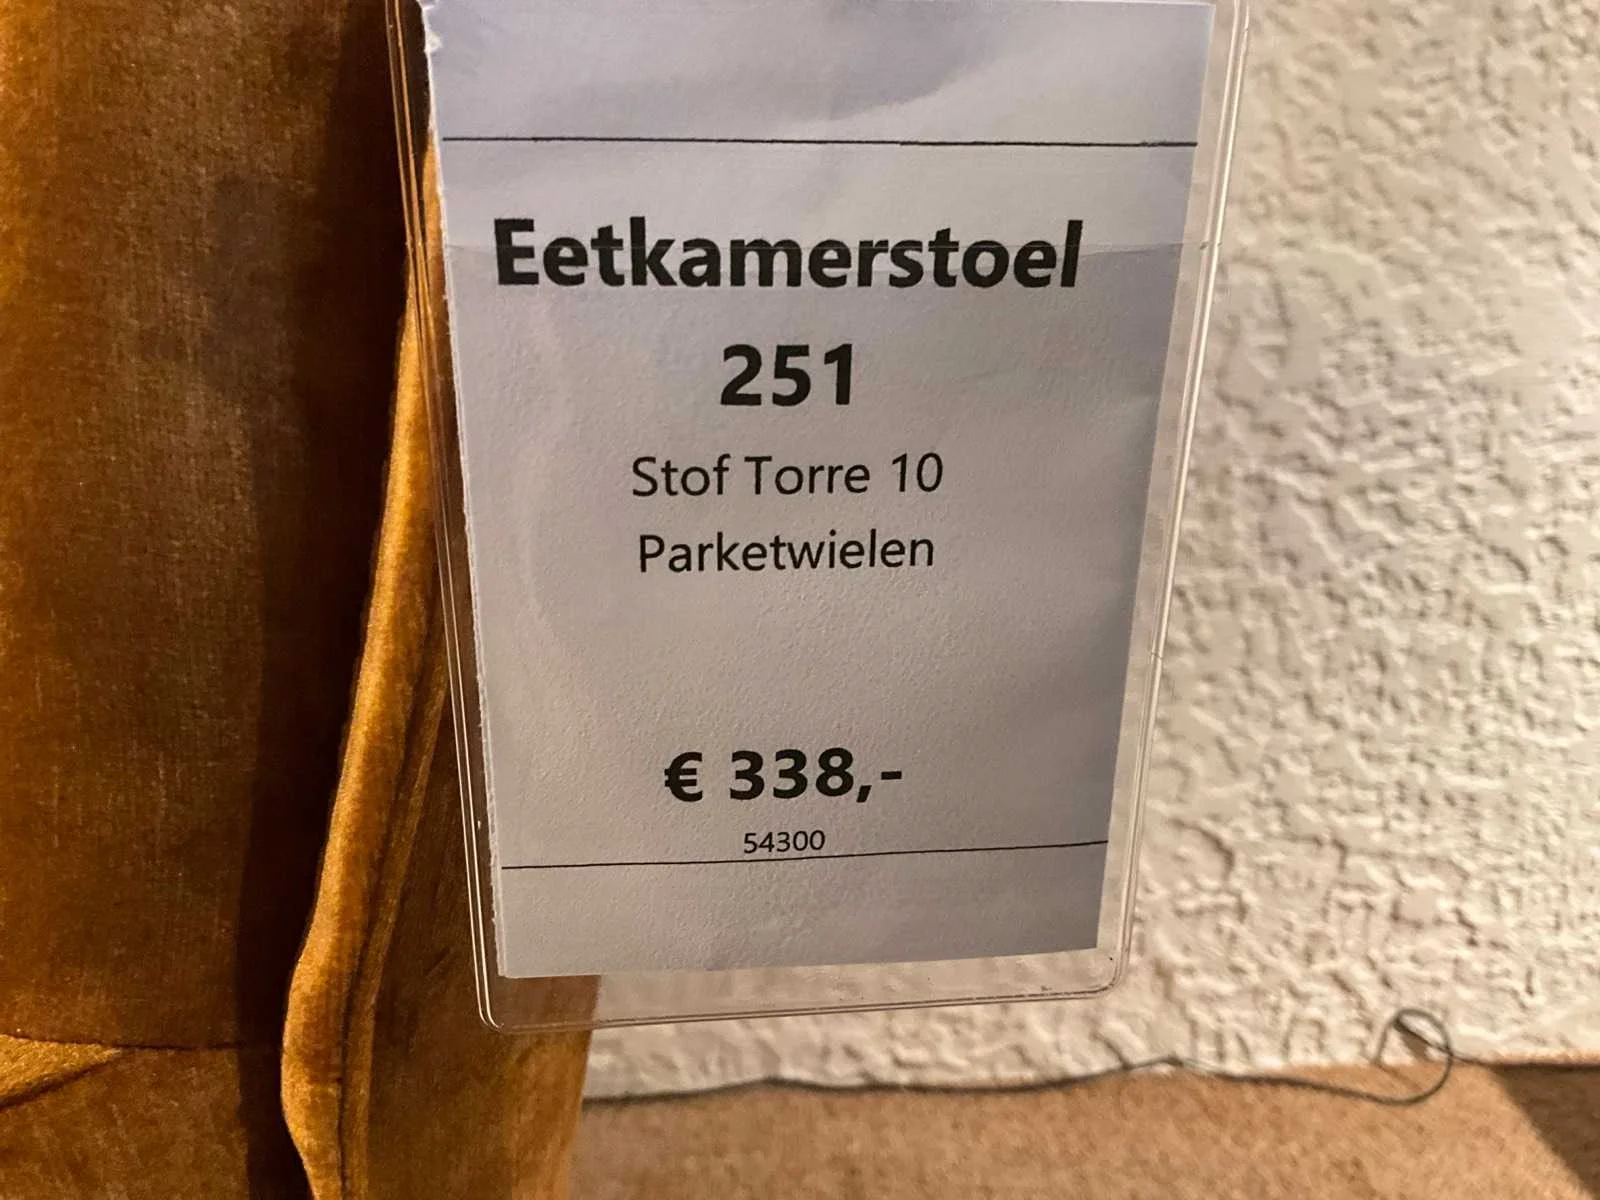 Eetkamerstoel
251
Stof Torre 10
Parketwielen
€ 338,-
54300